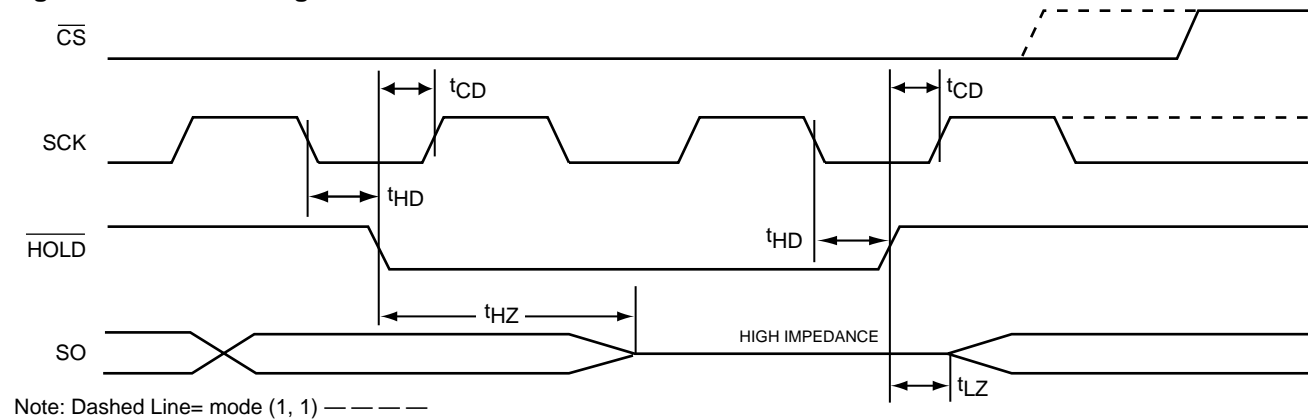 CS
tCD
tCD
SCK
tHD
HOLD
tHD
tHZ
HIGH IMPEDANCE
SO
tLZ
Note: Dashed Line= mode (1, 1) — — — —